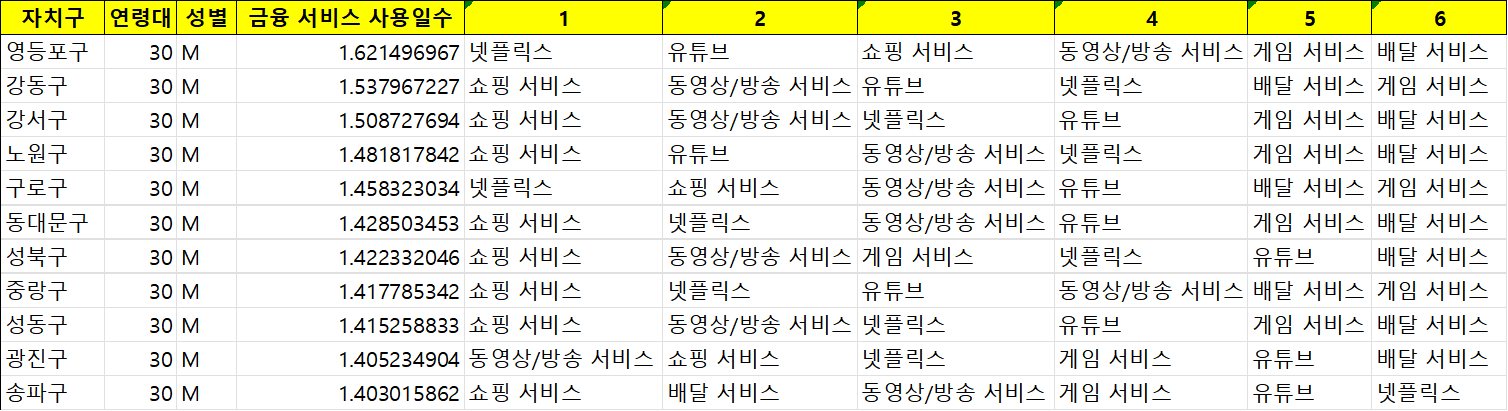 자치구 연령대 성별 금융 서비스 사용일수 1 2 3 4 5 6
영등포구 30 M 1.621496967 넷플릭스 유튜브 쇼핑 서비스 동영상/방송 서비스 게임 서비스 배달 서비스
강동구 30 M 1.537967227 쇼핑 서비스 동영상/방송 서비스 유튜브 넷플릭스 배달 서비스 게임 서비스
강서구 30 M 1.508727694 쇼핑 서비스 동영상/방송 서비스 넷플릭스 유튜브 게임 서비스 배달 서비스
노원구 30 M 1.481817842 쇼핑 서비스 유튜브 동영상/방송 서비스 넷플릭스 게임 서비스 배달 서비스
구로구 30 M 1.458323034 넷플릭스 쇼핑 서비스 동영상/방송 서비스 유튜브 배달 서비스 게임 서비스
동대문구 30 M 1.428503453 쇼핑 서비스 넷플릭스 동영상/방송 서비스 유튜브 게임 서비스 배달 서비스
성북구 30 M 1.422332046 쇼핑 서비스 동영상/방송 서비스 게임 서비스 넷플릭스 유튜브 배달 서비스
중랑구 30 M 1.417785342 쇼핑 서비스 넷플릭스 유튜브 동영상/방송 서비스 배달 서비스 게임 서비스
성동구 30 M 1.415258833 쇼핑 서비스 동영상/방송 서비스 넷플릭스 유튜브 게임 서비스 배달 서비스
광진구 30 M 1.405234904 동영상/방송 서비스 쇼핑 서비스 넷플릭스 게임 서비스 유튜브 배달 서비스
송파구 30 M 1.403015862 쇼핑 서비스 배달 서비스 동영상/방송 서비스 게임 서비스 유튜브 넷플릭스